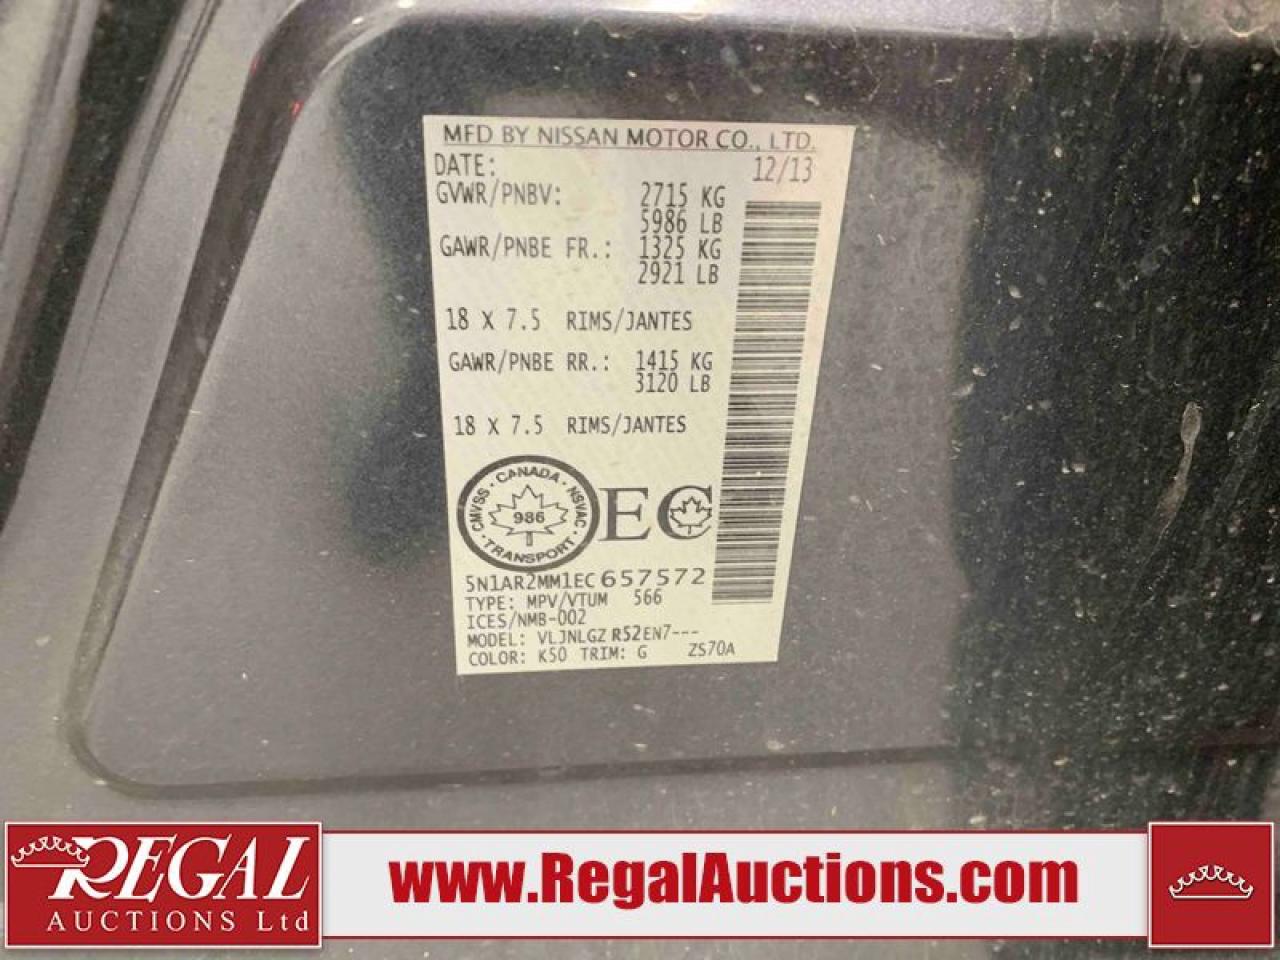 MFD BY NISSAN MOTOR CO., LTD.
DATE: 12/13
GVWR/PNBV: 2715 KG
5986 LB
GAWR/PNBE FR.: 1325 KG
2921 LB
18 X 7.5 RIMS/JANTES
GAWR/PNBE RR.: 1415 KG
3120 LB
18 X 7.5 RIMS/JANTES
CMVSS · CANADA · NSVAC · TRANSPORT ·
986
EC
5N1AR2MM1EC657572
TYPE: MPV/VTUM 566
ICES/NMB-002
MODEL: VLJNLGZ R52EN7---
COLOR: K50 TRIM: G ZS70A
REGAL
AUCTIONS Ltd
www.RegalAuctions.com